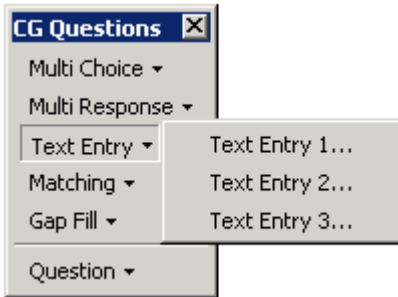 CG Questions
Multi Choice
Multi Response
Text Entry
Text Entry 1...
Text Entry 2...
Text Entry 3...
Matching
Gap Fill
Question